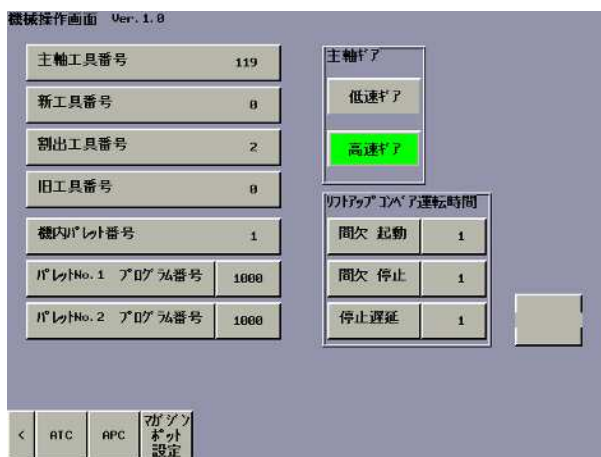 機械操作画面 Ver.1.0
主軸工具番号 119
新工具番号 0
割出工具番号 2
旧工具番号 0
機内ﾊﾟﾚｯﾄ番号 1
ﾊﾟﾚｯﾄNo.1 ﾌﾟﾛｸﾞﾗﾑ番号 1000
ﾊﾟﾚｯﾄNo.2 ﾌﾟﾛｸﾞﾗﾑ番号 1000
主軸ｷﾞｱ
低速ｷﾞｱ
高速ｷﾞｱ
ﾘﾌﾄｱｯﾌﾟｺﾝﾍﾞｱ運転時間
間欠 起動 1
間欠 停止 1
停止遅延 1
< ATC APC
ﾏｶﾞｼﾞﾝ
ﾎﾟｯﾄ
設定